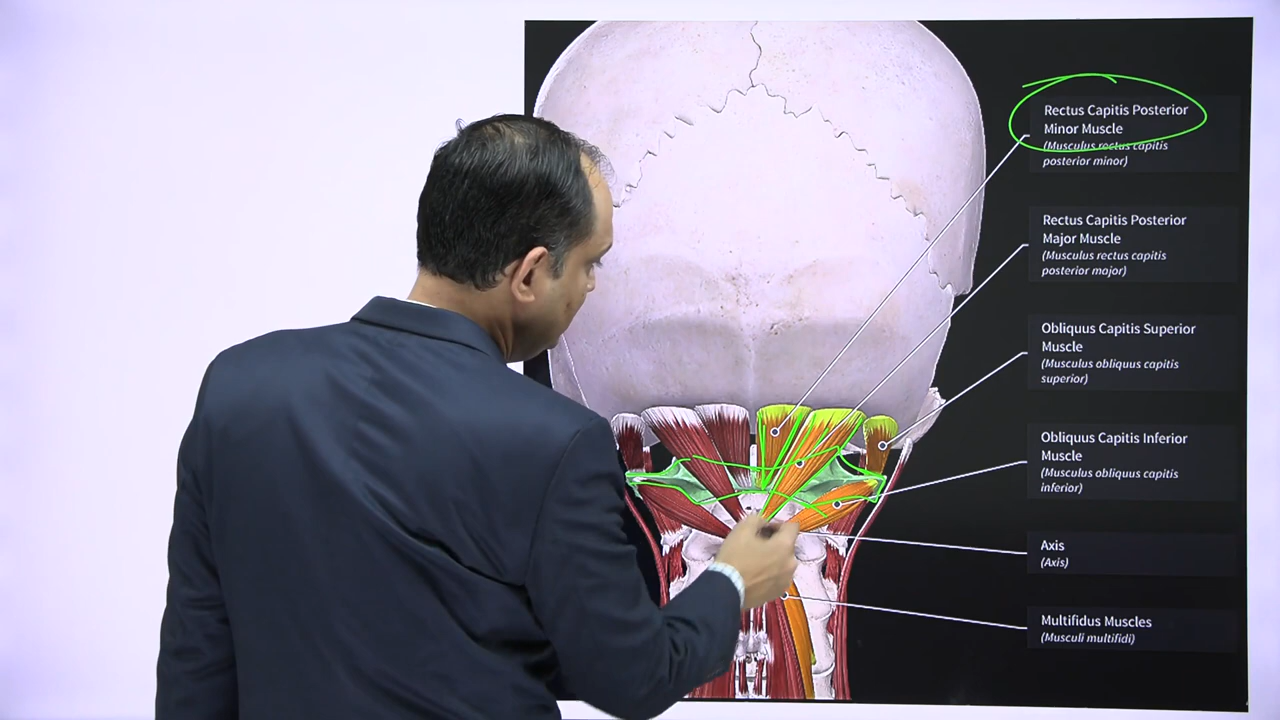 Rectus Capitis Posterior
Minor Muscle
(Musculus rectus capitis
posterior minor)
Rectus Capitis Posterior
Major Muscle
(Musculus rectus capitis
posterior major)
Obliquus Capitis Superior
Muscle
(Musculus obliquus capitis
superior)
Obliquus Capitis Inferior
Muscle
(Musculus obliquus capitis
inferior)
Axis
(Axis)
Multifidus Muscles
(Musculi multifidi)